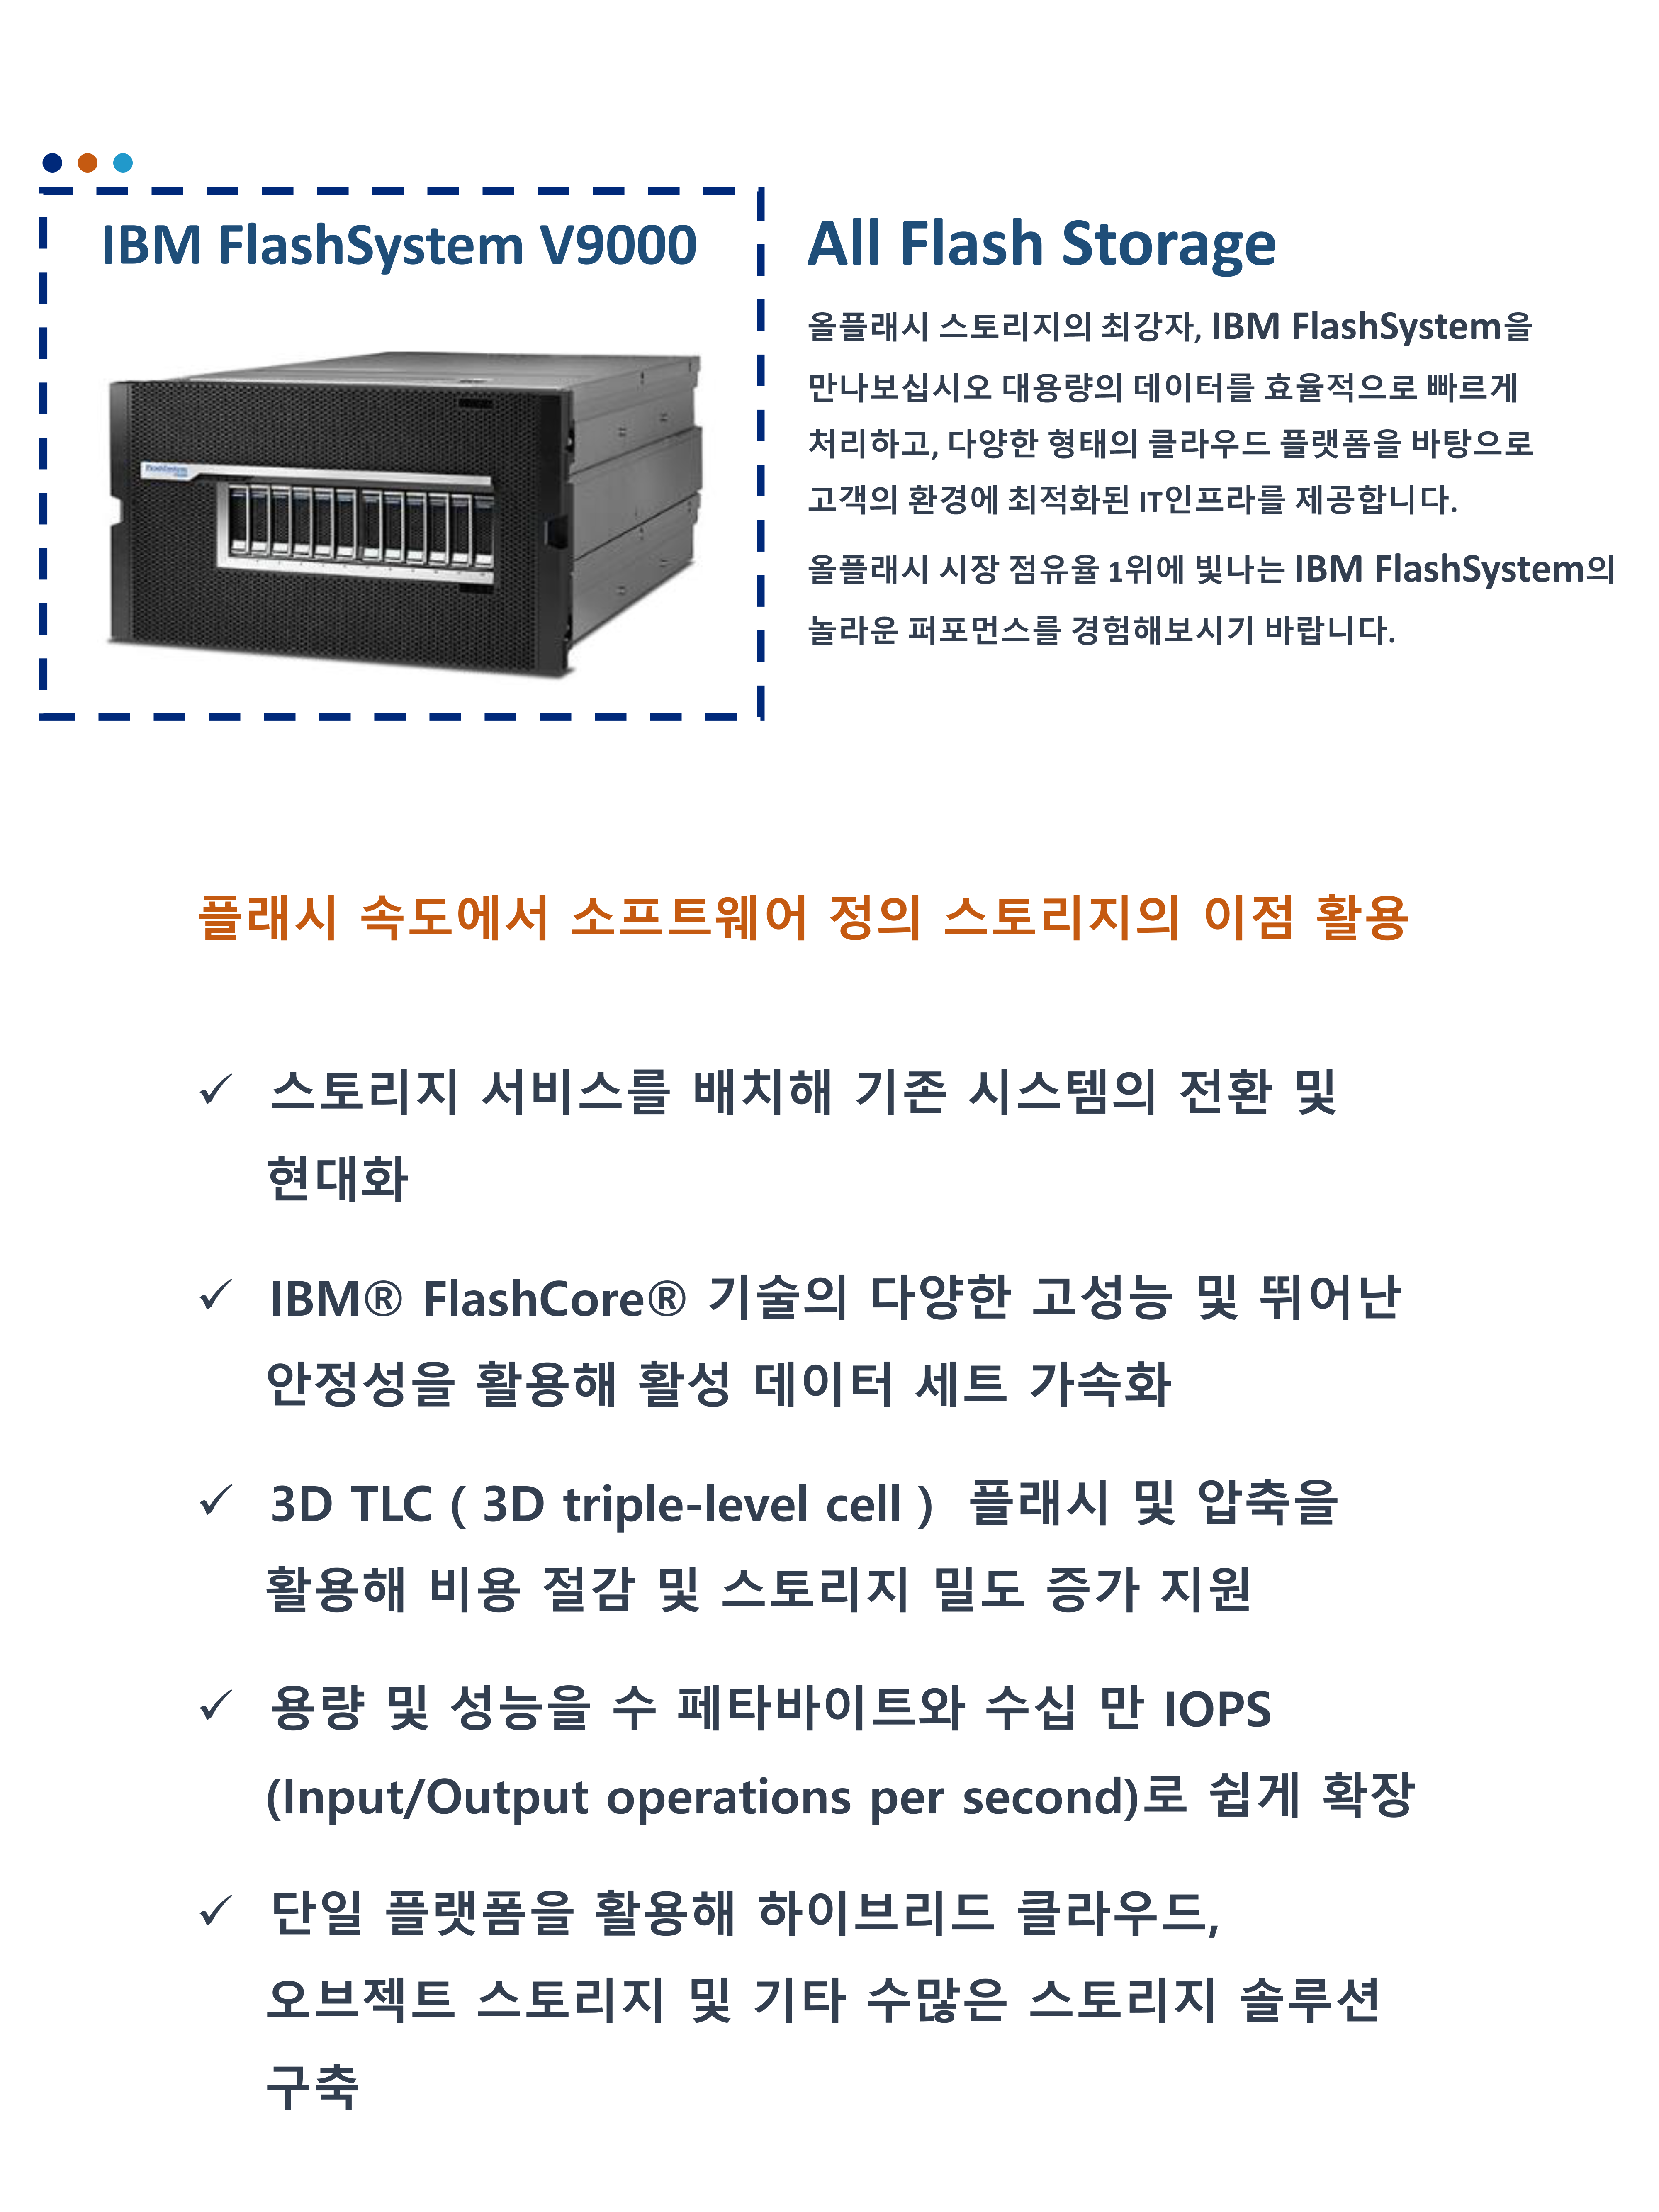 IBM FlashSystem V9000
All Flash Storage
올플래시 스토리지의 최강자, IBM FlashSystem을
만나보십시오 대용량의 데이터를 효율적으로 빠르게
처리하고, 다양한 형태의 클라우드 플랫폼을 바탕으로
고객의 환경에 최적화된 IT인프라를 제공합니다.
올플래시 시장 점유율 1위에 빛나는 IBM FlashSystem의
놀라운 퍼포먼스를 경험해보시기 바랍니다.
FlashSystem
플래시 속도에서 소프트웨어 정의 스토리지의 이점 활용
✓ 스토리지 서비스를 배치해 기존 시스템의 전환 및
현대화
✓ IBM® FlashCore® 기술의 다양한 고성능 및 뛰어난
안정성을 활용해 활성 데이터 세트 가속화
✓ 3D TLC ( 3D triple-level cell ) 플래시 및 압축을
활용해 비용 절감 및 스토리지 밀도 증가 지원
✓ 용량 및 성능을 수 페타바이트와 수십 만 IOPS
(Input/Output operations per second)로 쉽게 확장
✓ 단일 플랫폼을 활용해 하이브리드 클라우드,
오브젝트 스토리지 및 기타 수많은 스토리지 솔루션
구축